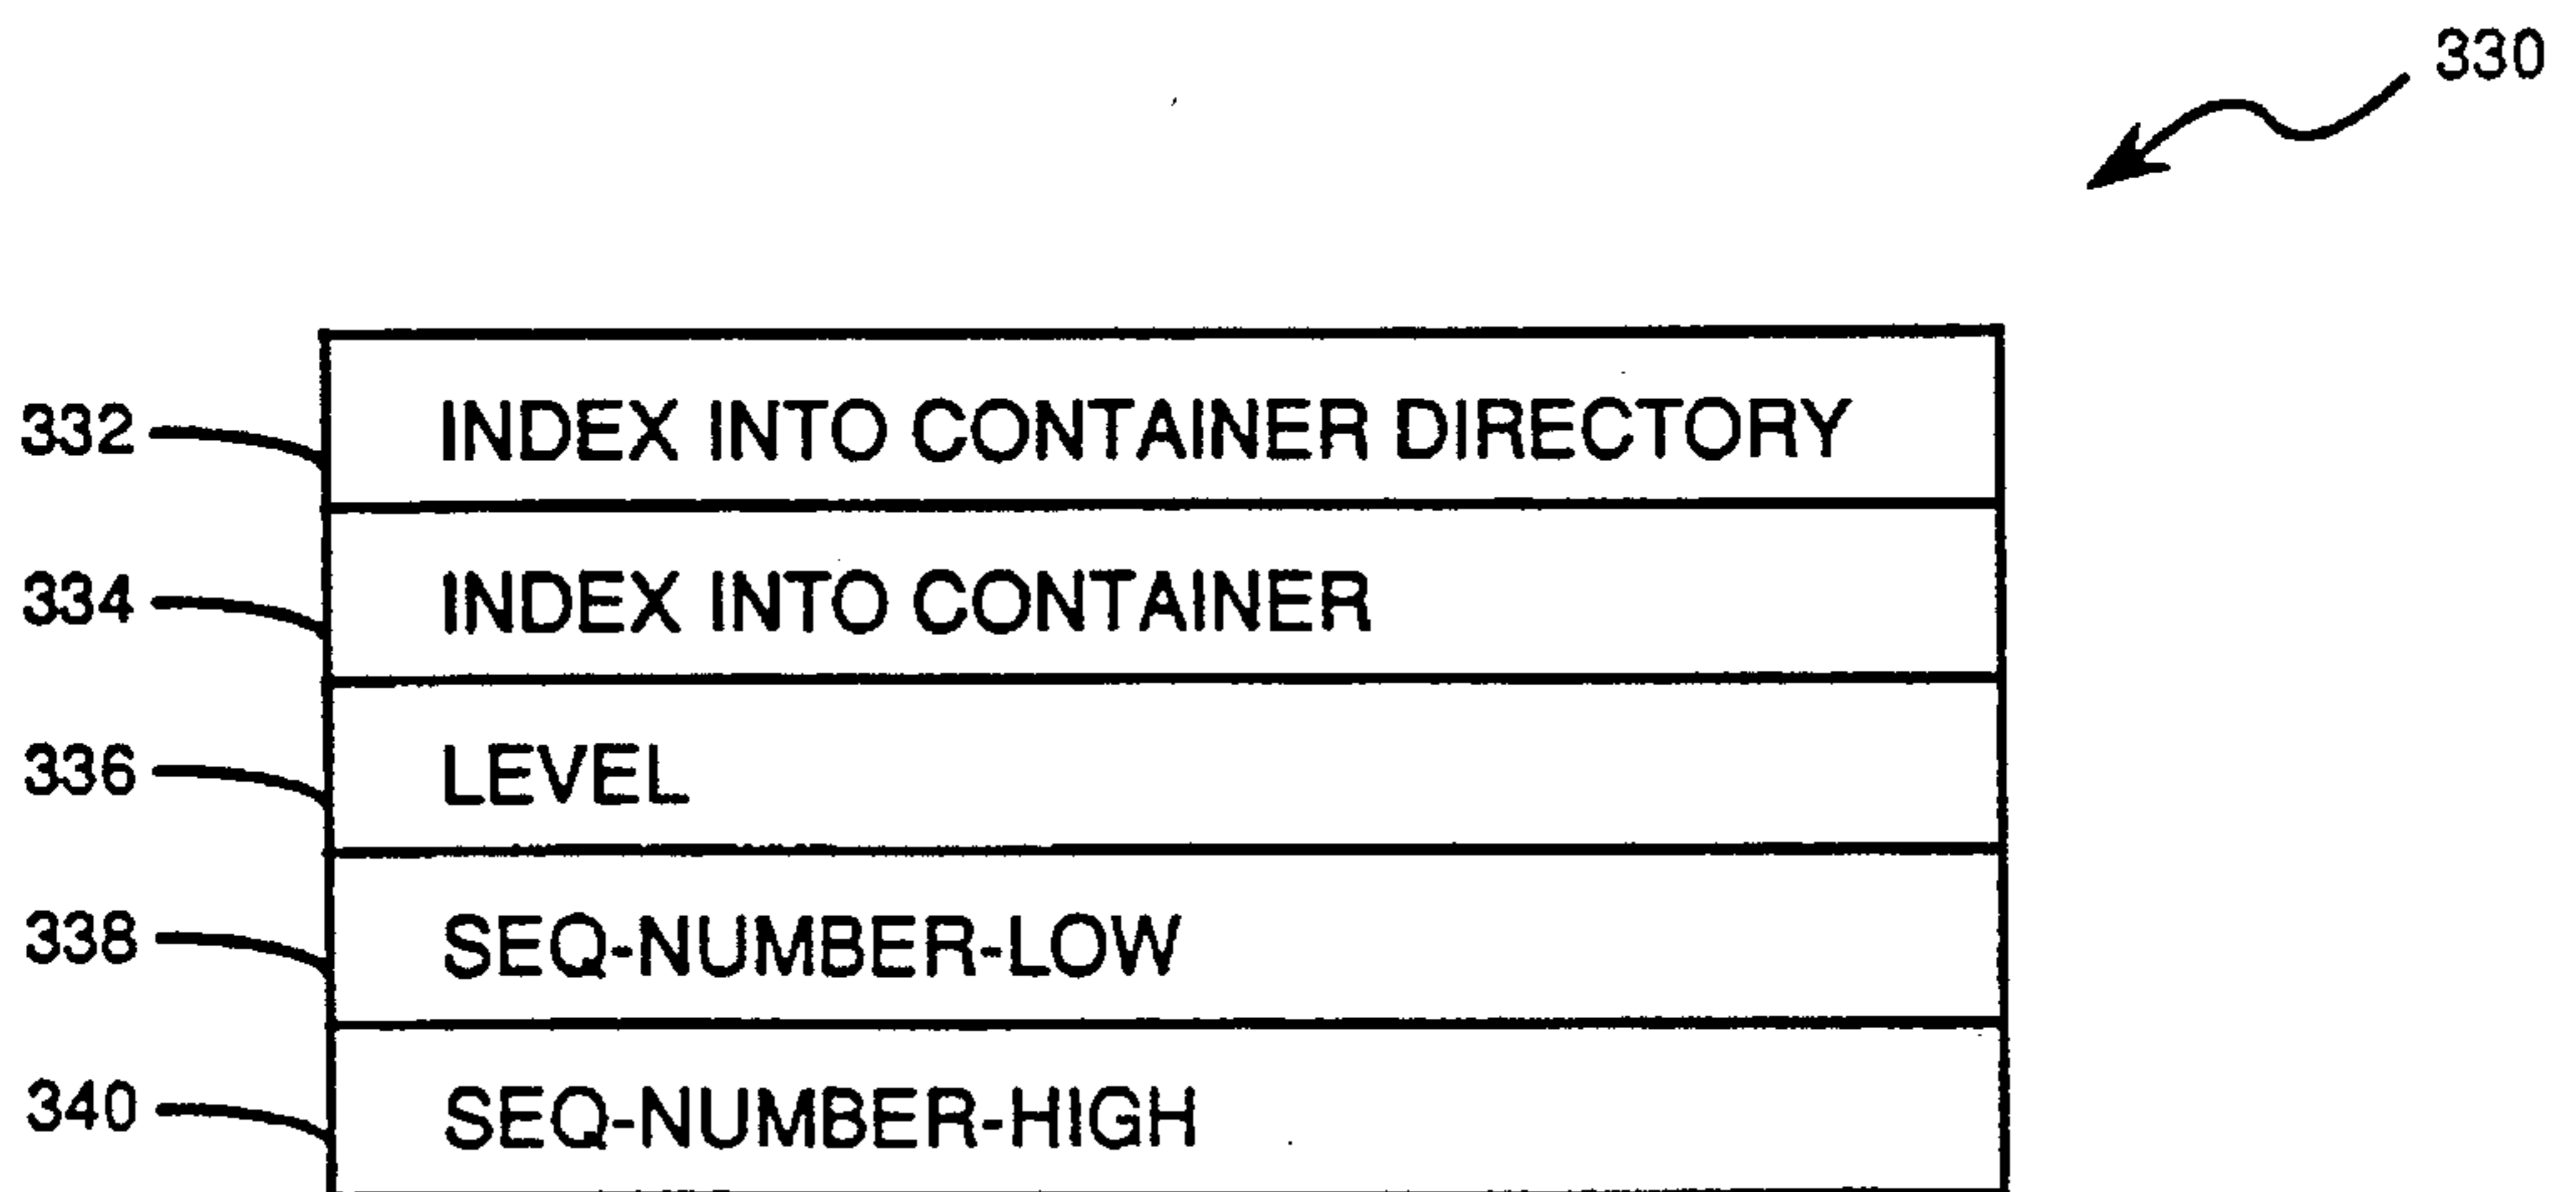 330
332 INDEX INTO CONTAINER DIRECTORY
334 INDEX INTO CONTAINER
336 LEVEL
338 SEQ-NUMBER-LOW
340 SEQ-NUMBER-HIGH